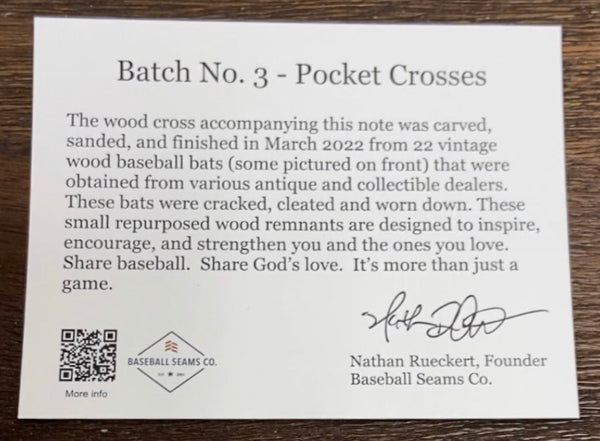 Batch No. 3 - Pocket Crosses
The wood cross accompanying this note was carved,
sanded, and finished in March 2022 from 22 vintage
wood baseball bats (some pictured on front) that were
obtained from various antique and collectible dealers.
These bats were cracked, cleated and worn down. These
small repurposed wood remnants are designed to inspire,
encourage, and strengthen you and the ones you love.
Share baseball. Share God's love. It's more than just a
game.
Nathan Rueckert, Founder
Baseball Seams Co.
BASEBALL SEAMS CO.
More info